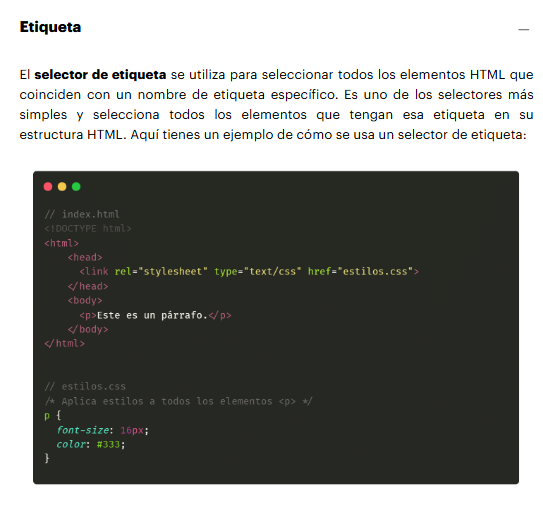 Etiqueta
El selector de etiqueta se utiliza para seleccionar todos los elementos HTML que
coinciden con un nombre de etiqueta específico. Es uno de los selectores más
simples y selecciona todos los elementos que tengan esa etiqueta en su
estructura HTML. Aquí tienes un ejemplo de cómo se usa un selector de etiqueta:
// index.html
<!DOCTYPE html>
<html>
    <head>
      <link rel="stylesheet" type="text/css" href="estilos.css">
    </head>
    <body>
      <p>Este es un párrafo.</p>
    </body>
</html>
// estilos.css
/* Aplica estilos a todos los elementos <p> */
p {
  font-size: 16px;
  color: #333;
}